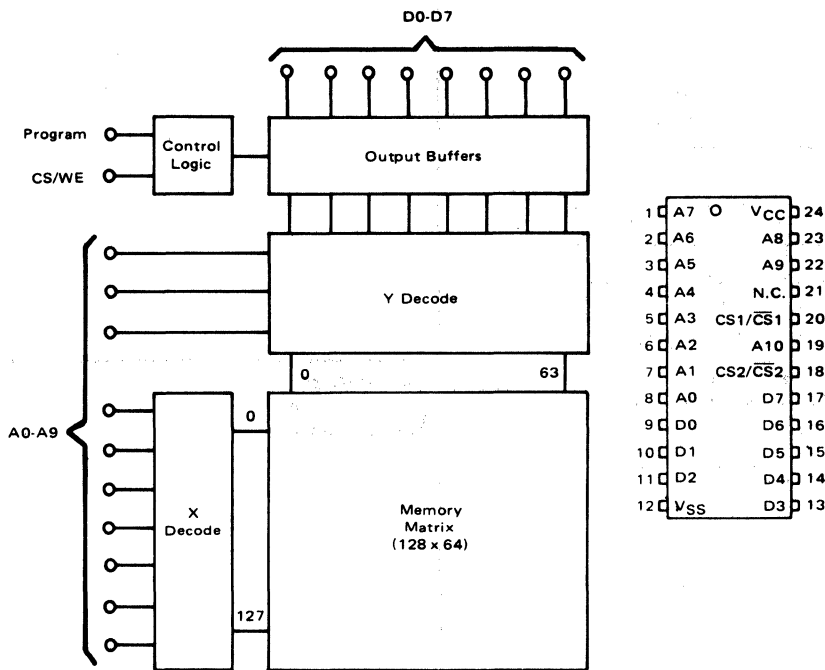 D0-D7
Program
CS/WE
Control
Logic
Output Buffers
Y Decode
0
63
A0-A9
0
X
Decode
127
Memory
Matrix
(128 x 64)
1 A7 VCC 24
2 A6 A8 23
3 A5 A9 22
4 A4 N.C. 21
5 A3 CS1/C̅S̅1 20
6 A2 A10 19
7 A1 CS2/C̅S̅2 18
8 A0 D7 17
9 D0 D6 16
10 D1 D5 15
11 D2 D4 14
12 VSS D3 13